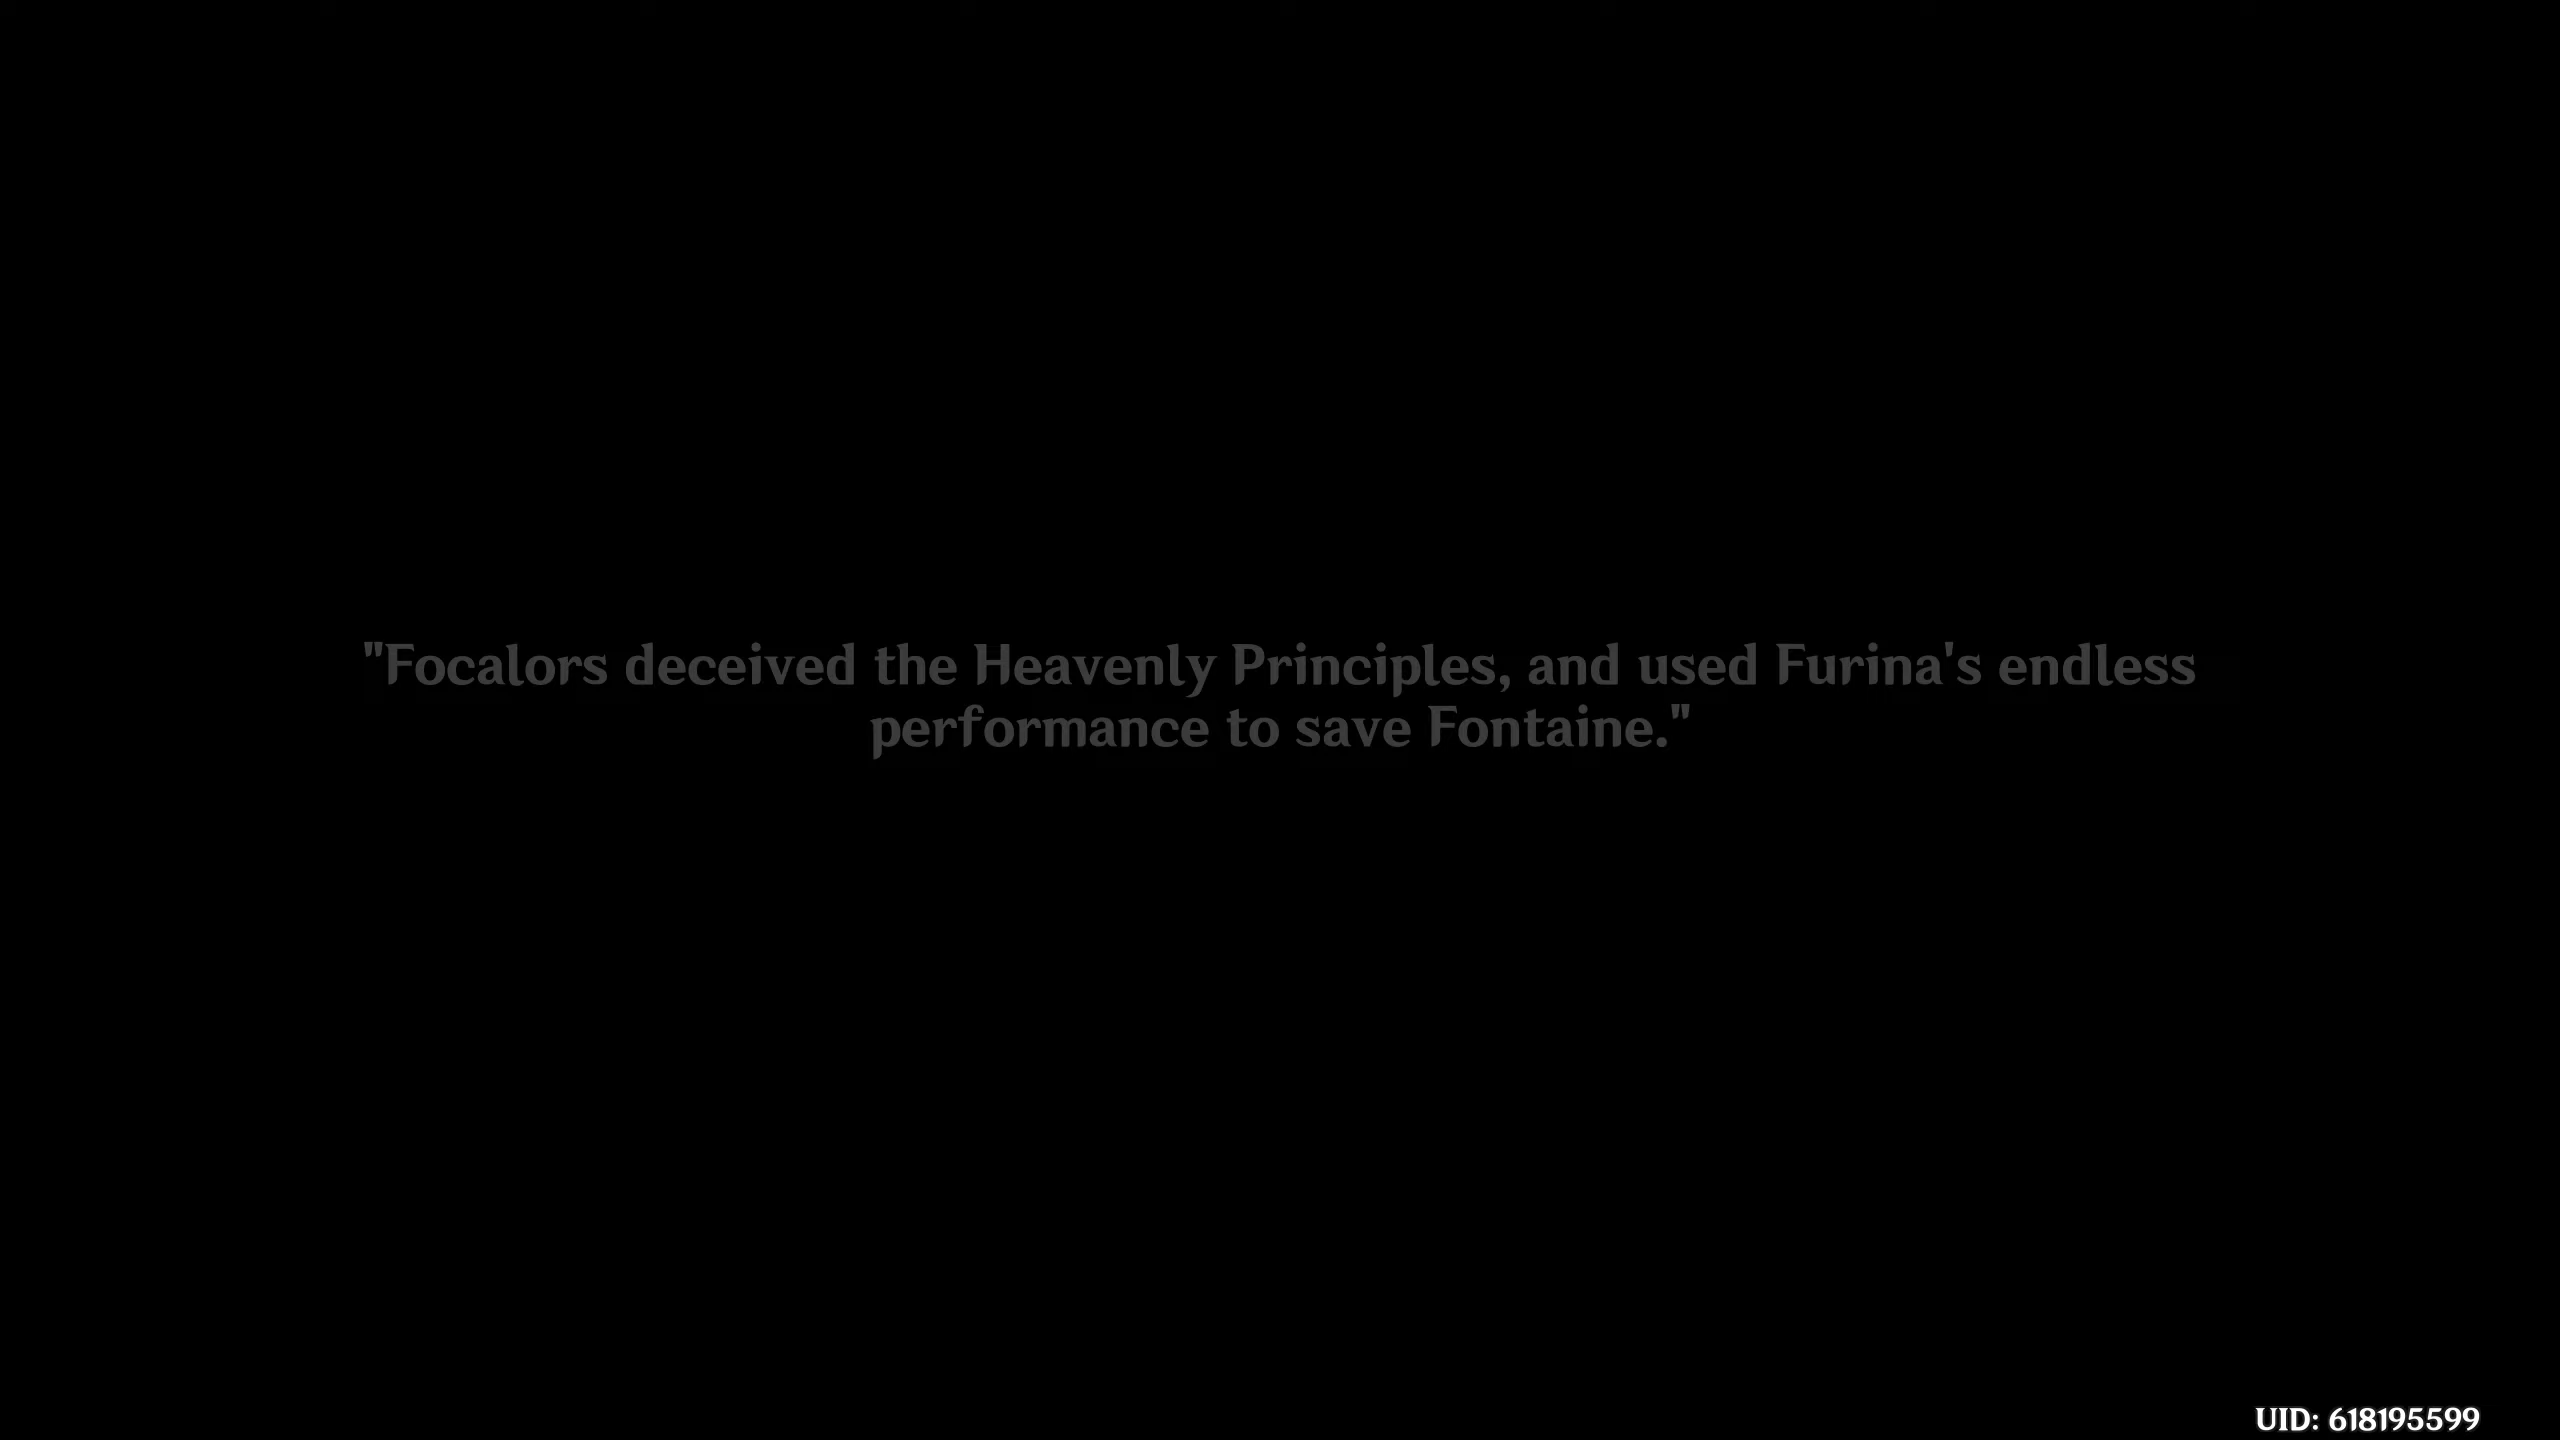 "Focalors deceived the Heavenly Principles, and used Furina's endless
performance to save Fontaine."
UID: 618195599